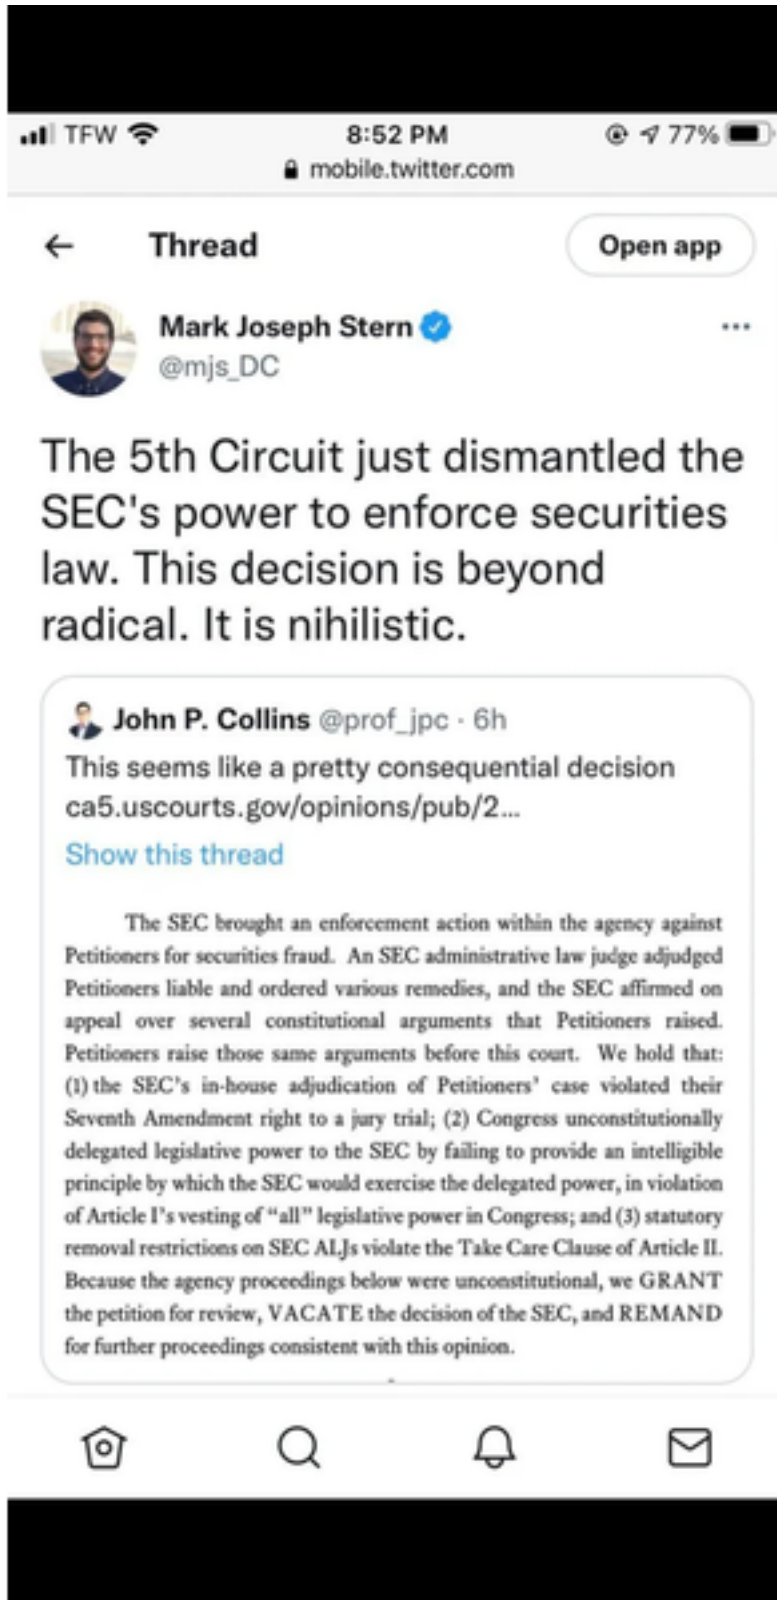 TFW 8:52 PM 77%
mobile.twitter.com
Thread Open app
Mark Joseph Stern
@mjs_DC
The 5th Circuit just dismantled the
SEC's power to enforce securities
law. This decision is beyond
radical. It is nihilistic.
John P. Collins @prof_jpc · 6h
This seems like a pretty consequential decision
ca5.uscourts.gov/opinions/pub/2...
Show this thread
The SEC brought an enforcement action within the agency against
Petitioners for securities fraud. An SEC administrative law judge adjudged
Petitioners liable and ordered various remedies, and the SEC affirmed on
appeal over several constitutional arguments that Petitioners raised.
Petitioners raise those same arguments before this court. We hold that:
(1) the SEC's in-house adjudication of Petitioners' case violated their
Seventh Amendment right to a jury trial; (2) Congress unconstitutionally
delegated legislative power to the SEC by failing to provide an intelligible
principle by which the SEC would exercise the delegated power, in violation
of Article I's vesting of “all” legislative power in Congress; and (3) statutory
removal restrictions on SEC ALJs violate the Take Care Clause of Article II.
Because the agency proceedings below were unconstitutional, we GRANT
the petition for review, VACATE the decision of the SEC, and REMAND
for further proceedings consistent with this opinion.